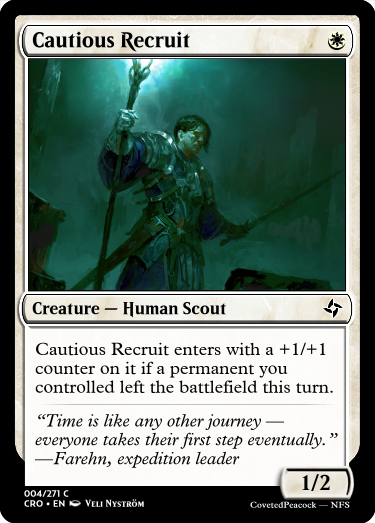 Cautious Recruit
Creature — Human Scout
Cautious Recruit enters with a +1/+1
counter on it if a permanent you
controlled left the battlefield this turn.
“Time is like any other journey —
everyone takes their first step eventually.”
—Farehn, expedition leader
1/2
004/271 C
CRO • EN Veli Nyström
CovetedPeacock — NFS